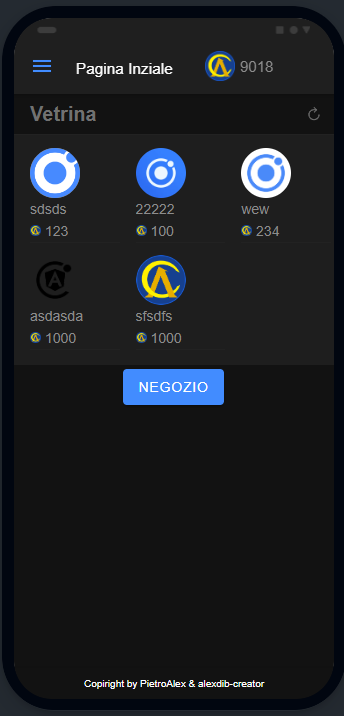 Pagina Inziale 9018
Vetrina
sdsds 22222 wew
123 100 234
asdasda sfsdfs
1000 1000
NEGOZIO
Copiright by PietroAlex & alexdib-creator